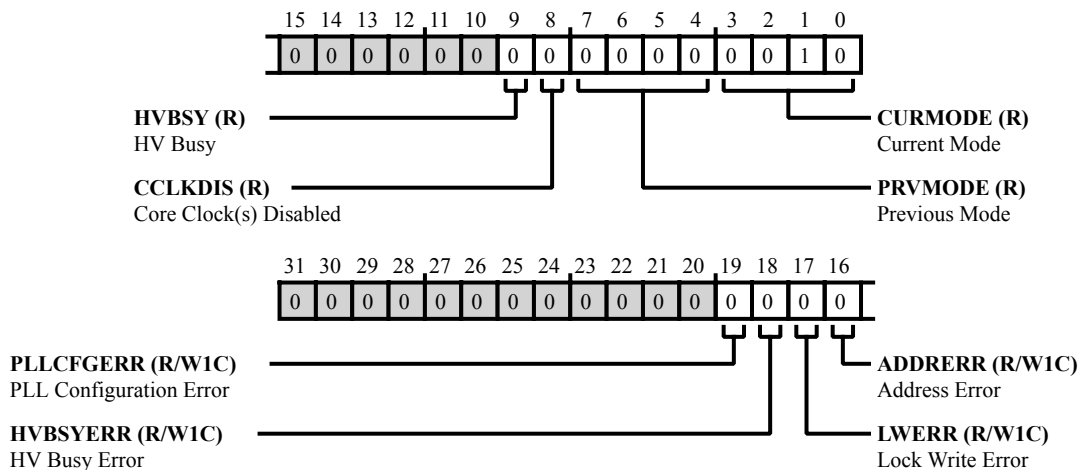 15 14 13 12 11 10 9 8 7 6 5 4 3 2 1 0
0 0 0 0 0 0 0 0 0 0 0 0 0 0 1 0
HVBSY (R)
HV Busy
CURMODE (R)
Current Mode
CCLKDIS (R)
Core Clock(s) Disabled
PRVMODE (R)
Previous Mode
31 30 29 28 27 26 25 24 23 22 21 20 19 18 17 16
0 0 0 0 0 0 0 0 0 0 0 0 0 0 0 0
PLLCFGERR (R/W1C)
PLL Configuration Error
ADDRERR (R/W1C)
Address Error
HVBSYERR (R/W1C)
HV Busy Error
LWERR (R/W1C)
Lock Write Error